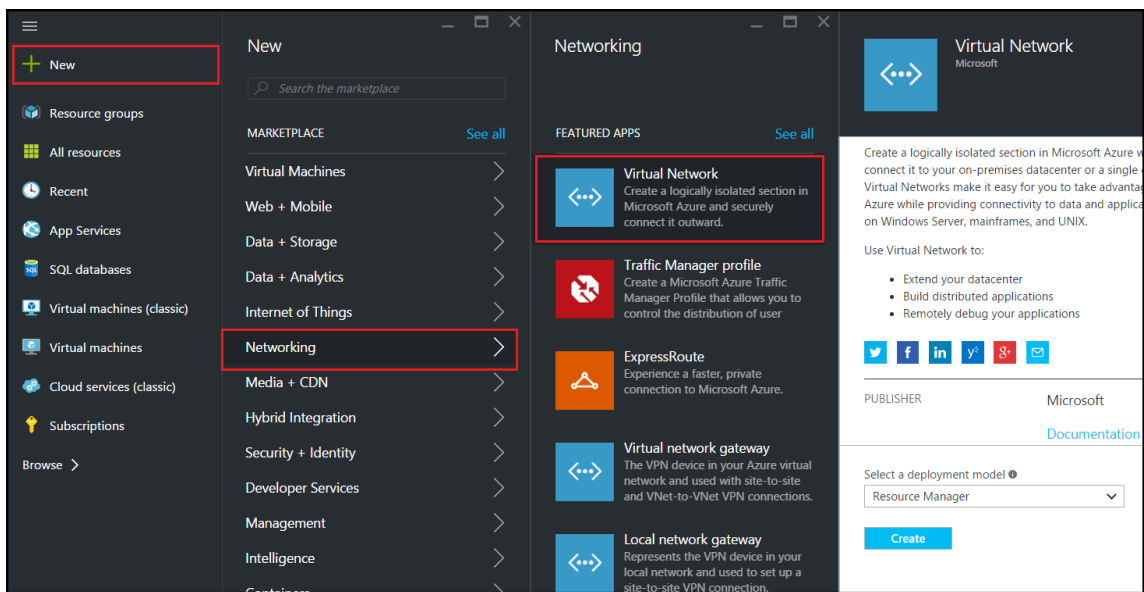 New
Resource groups
All resources
Recent
App Services
SQL databases
Virtual machines (classic)
Virtual machines
Cloud services (classic)
Subscriptions
Browse
New
Search the marketplace
MARKETPLACE
See all
Virtual Machines
Web + Mobile
Data + Storage
Data + Analytics
Internet of Things
Networking
Media + CDN
Hybrid Integration
Security + Identity
Developer Services
Management
Intelligence
Containers
Networking
FEATURED APPS
See all
Virtual Network
Create a logically isolated section in
Microsoft Azure and securely
connect it outward.
Traffic Manager profile
Create a Microsoft Azure Traffic
Manager Profile that allows you to
control the distribution of user
ExpressRoute
Experience a faster, private
connection to Microsoft Azure.
Virtual network gateway
The VPN device in your Azure virtual
network and used with site-to-site
and VNet-to-VNet VPN connections.
Local network gateway
Represents the VPN device in your
local network and used to set up a
site-to-site VPN connection.
Virtual Network
Microsoft
Create a logically isolated section in Microsoft Azure w
connect it to your on-premises datacenter or a single
Virtual Networks make it easy for you to take advantag
Azure while providing connectivity to data and applica
on Windows Server, mainframes, and UNIX.
Use Virtual Network to:
• Extend your datacenter
• Build distributed applications
• Remotely debug your applications
PUBLISHER
Microsoft
Documentation
Select a deployment model
Resource Manager
Create